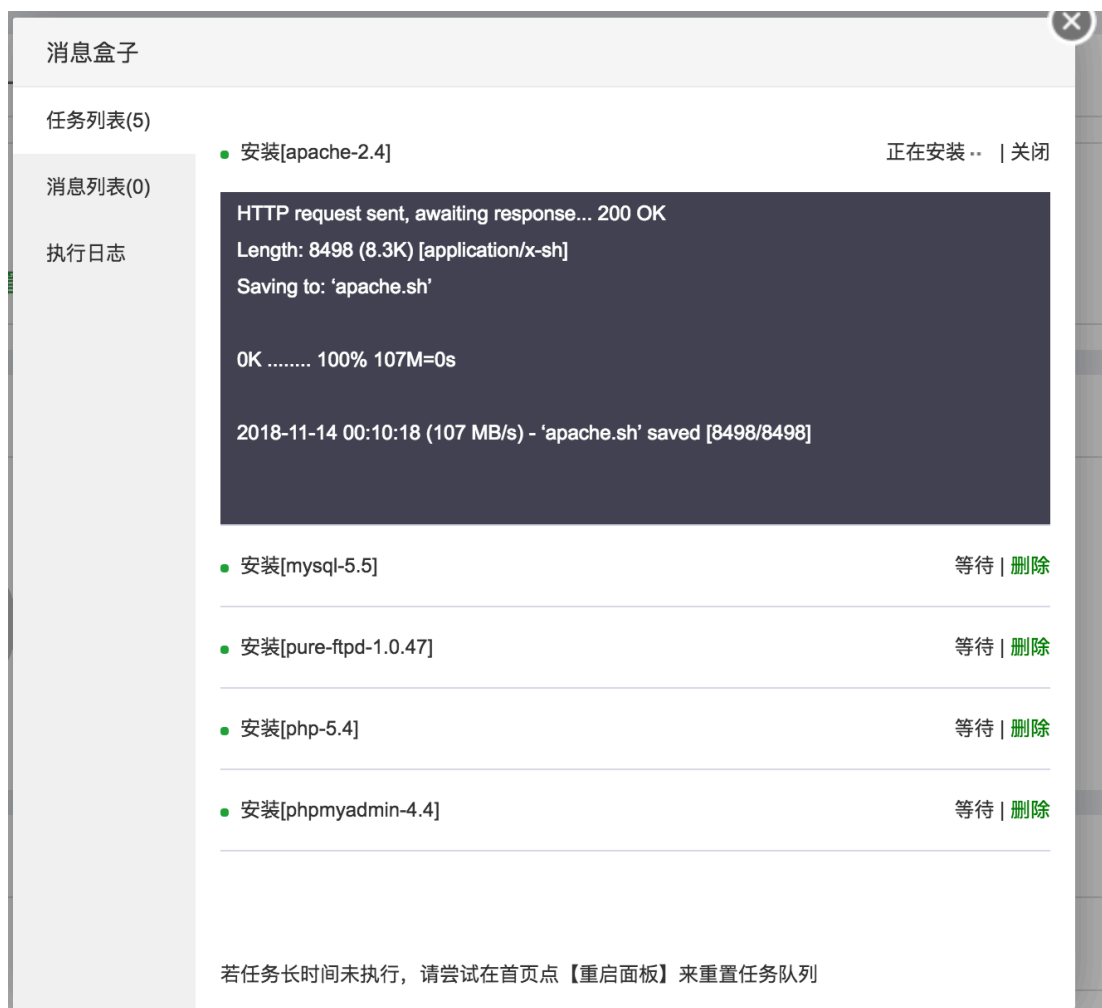 消息盒子
任务列表(5)
消息列表(0)
执行日志
安装[apache-2.4] 正在安装 ·· | 关闭
HTTP request sent, awaiting response... 200 OK
Length: 8498 (8.3K) [application/x-sh]
Saving to: ‘apache.sh’
0K ........ 100% 107M=0s
2018-11-14 00:10:18 (107 MB/s) - ‘apache.sh’ saved [8498/8498]
安装[mysql-5.5] 等待 | 删除
安装[pure-ftpd-1.0.47] 等待 | 删除
安装[php-5.4] 等待 | 删除
安装[phpmyadmin-4.4] 等待 | 删除
若任务长时间未执行，请尝试在首页点【重启面板】来重置任务队列